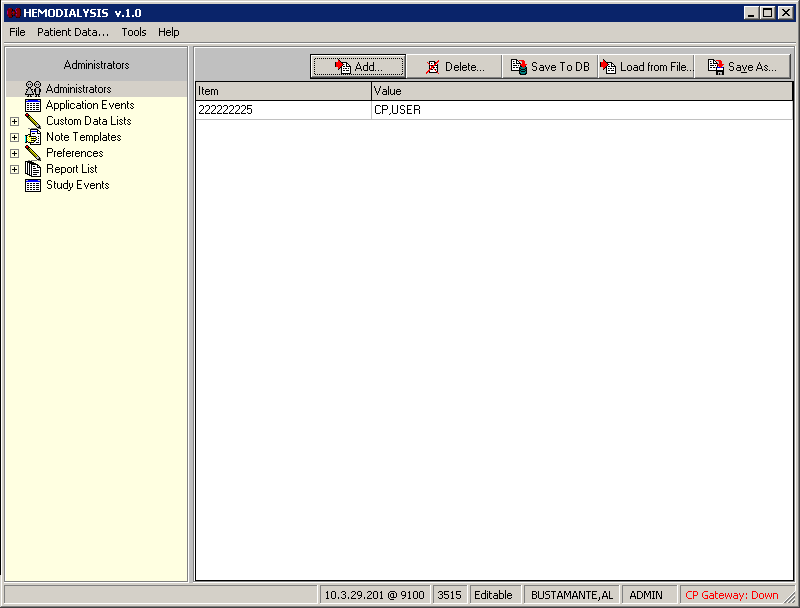 HEMODIALYSIS v.1.0
File Patient Data... Tools Help
Administrators
Add... Delete... Save To DB Load from File... Save As...
Item Value
222222225 CP,USER
Administrators
Application Events
Custom Data Lists
Note Templates
Preferences
Report List
Study Events
10.3.29.201 @ 9100 3515 Editable BUSTAMANTE,AL ADMIN CP Gateway: Down